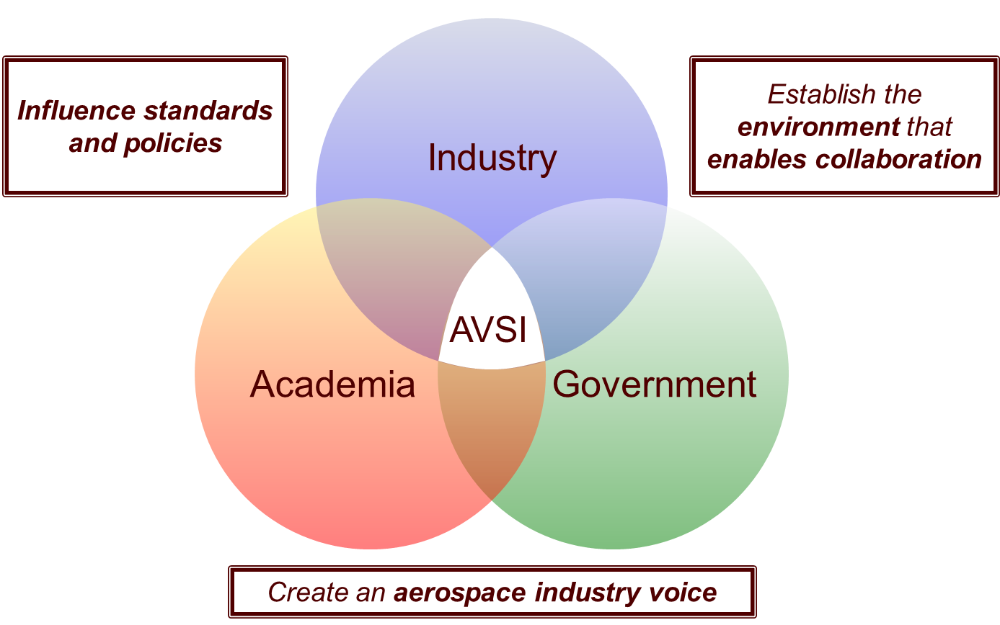 Influence standards
and policies
Establish the
environment that
enables collaboration
Industry
AVSI
Academia
Government
Create an aerospace industry voice